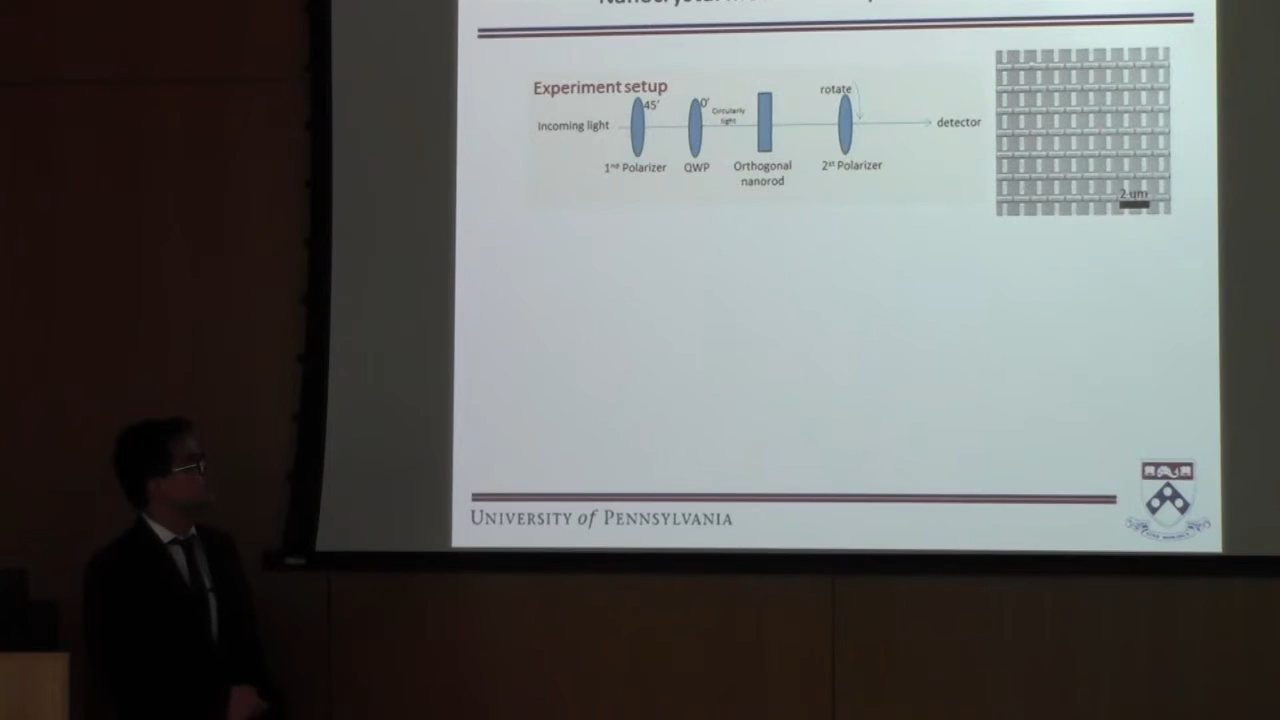 Experiment setup
rotate
45'
0'
Circularly
light
Incoming light
detector
1ⁿᵈ Polarizer
QWP
Orthogonal
nanorod
2ˢᵗ Polarizer
2 um
UNIVERSITY of PENNSYLVANIA